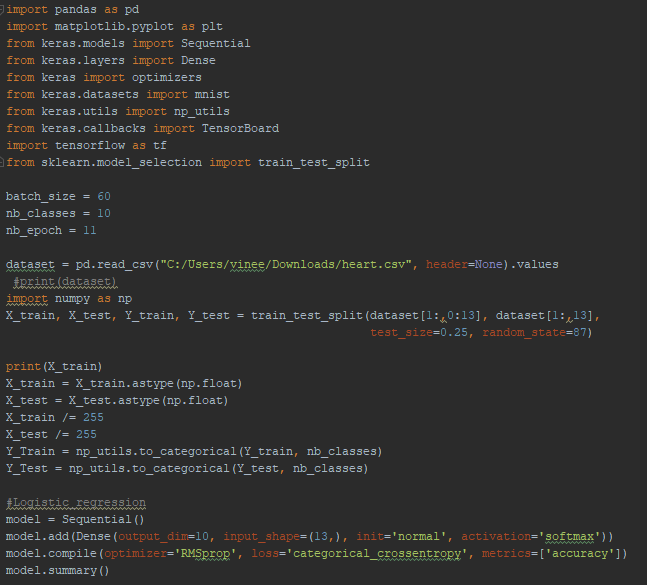 import pandas as pd
import matplotlib.pyplot as plt
from keras.models import Sequential
from keras.layers import Dense
from keras import optimizers
from keras.datasets import mnist
from keras.utils import np_utils
from keras.callbacks import TensorBoard
import tensorflow as tf
from sklearn.model_selection import train_test_split

batch_size = 60
nb_classes = 10
nb_epoch = 11

dataset = pd.read_csv("C:/Users/vinee/Downloads/heart.csv", header=None).values
 #print(dataset)
import numpy as np
X_train, X_test, Y_train, Y_test = train_test_split(dataset[1:,0:13], dataset[1:,13],
                                                    test_size=0.25, random_state=87)

print(X_train)
X_train = X_train.astype(np.float)
X_test = X_test.astype(np.float)
X_train /= 255
X_test /= 255
Y_Train = np_utils.to_categorical(Y_train, nb_classes)
Y_Test = np_utils.to_categorical(Y_test, nb_classes)

#Logistic regression
model = Sequential()
model.add(Dense(output_dim=10, input_shape=(13,), init='normal', activation='softmax'))
model.compile(optimizer='RMSprop', loss='categorical_crossentropy', metrics=['accuracy'])
model.summary()